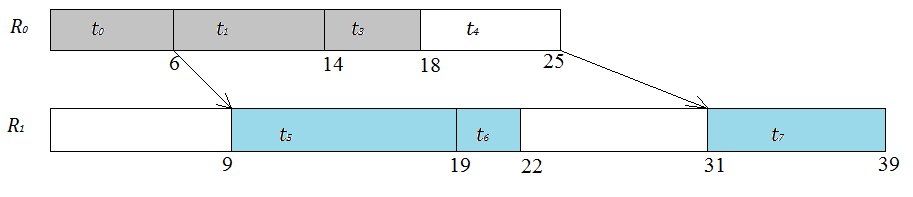 R₀ t₀ t₁ t₃ t₄
6 14 18 25
R₁ t₅ t₆ t₇
9 19 22 31 39